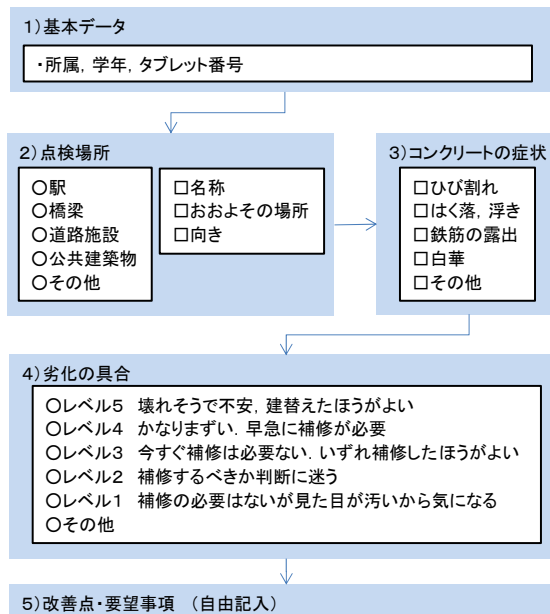 1)基本データ
・所属, 学年, タブレット番号
2)点検場所
○駅
○橋梁
○道路施設
○公共建築物
○その他
□名称
□おおよその場所
□向き
3)コンクリートの症状
□ひび割れ
□はく落, 浮き
□鉄筋の露出
□白華
□その他
4)劣化の具合
○レベル5 壊れそうで不安, 建替えたほうがよい
○レベル4 かなりまずい. 早急に補修が必要
○レベル3 今すぐ補修は必要ない. いずれ補修したほうがよい
○レベル2 補修するべきか判断に迷う
○レベル1 補修の必要はないが見た目が汚いから気になる
○その他
5)改善点・要望事項 (自由記入)